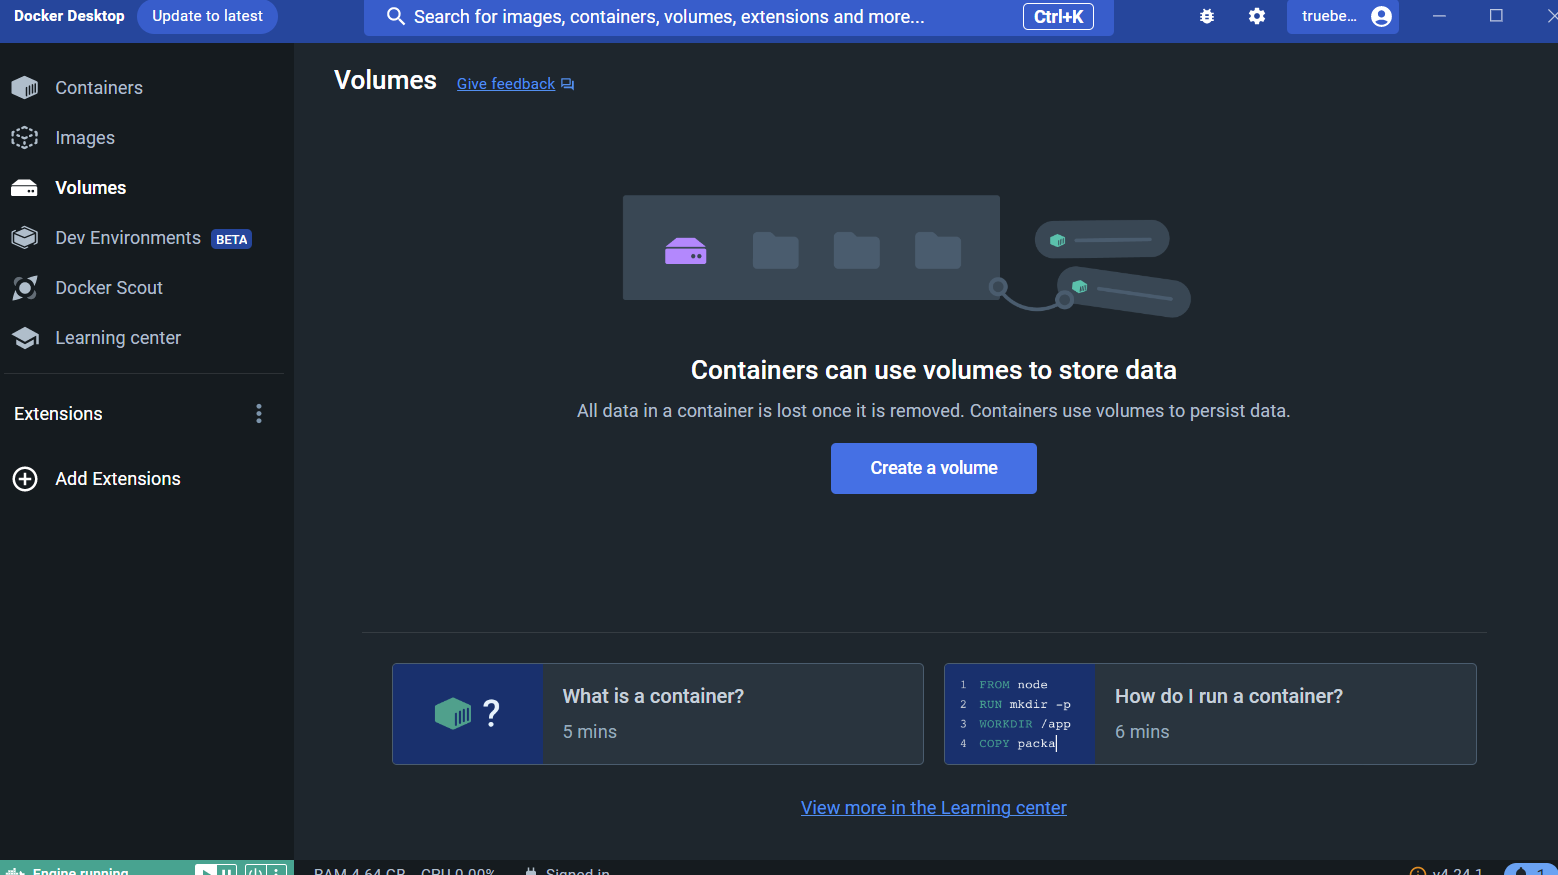 Docker Desktop
Update to latest
Search for images, containers, volumes, extensions and more...
Ctrl+K
truebe...
Containers
Images
Volumes
Dev Environments BETA
Docker Scout
Learning center
Extensions
Add Extensions
Volumes
Give feedback
Containers can use volumes to store data
All data in a container is lost once it is removed. Containers use volumes to persist data.
Create a volume
?
What is a container?
5 mins
1 FROM node
2 RUN mkdir -p
3 WORKDIR /app
4 COPY packa
How do I run a container?
6 mins
View more in the Learning center
Engine running
RAM 4.64 GB CPU 0.00% Signed in
v4.24.1
1